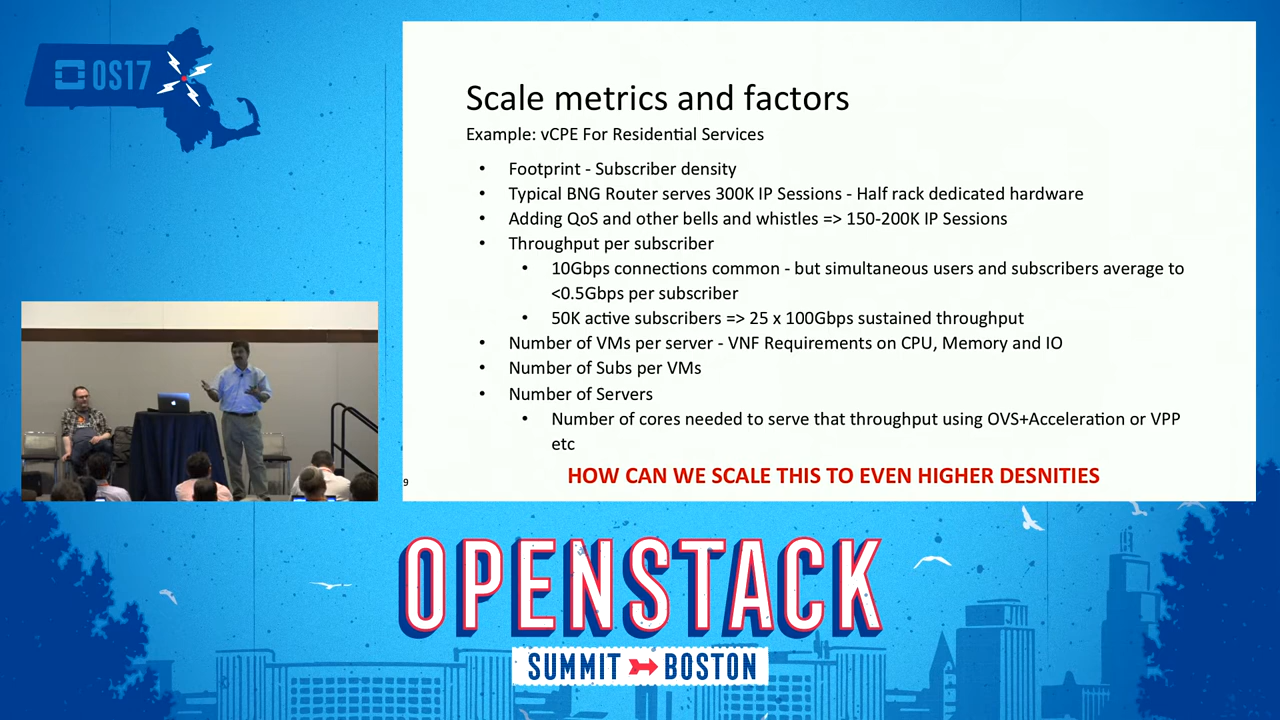 OS17
Scale metrics and factors
Example: vCPE For Residential Services
• Footprint - Subscriber density
• Typical BNG Router serves 300K IP Sessions - Half rack dedicated hardware
• Adding QoS and other bells and whistles => 150-200K IP Sessions
• Throughput per subscriber
• 10Gbps connections common - but simultaneous users and subscribers average to
<0.5Gbps per subscriber
• 50K active subscribers => 25 x 100Gbps sustained throughput
• Number of VMs per server - VNF Requirements on CPU, Memory and IO
• Number of Subs per VMs
• Number of Servers
• Number of cores needed to serve that throughput using OVS+Acceleration or VPP
etc
HOW CAN WE SCALE THIS TO EVEN HIGHER DESNITIES
9
OPENSTACK
SUMMIT BOSTON